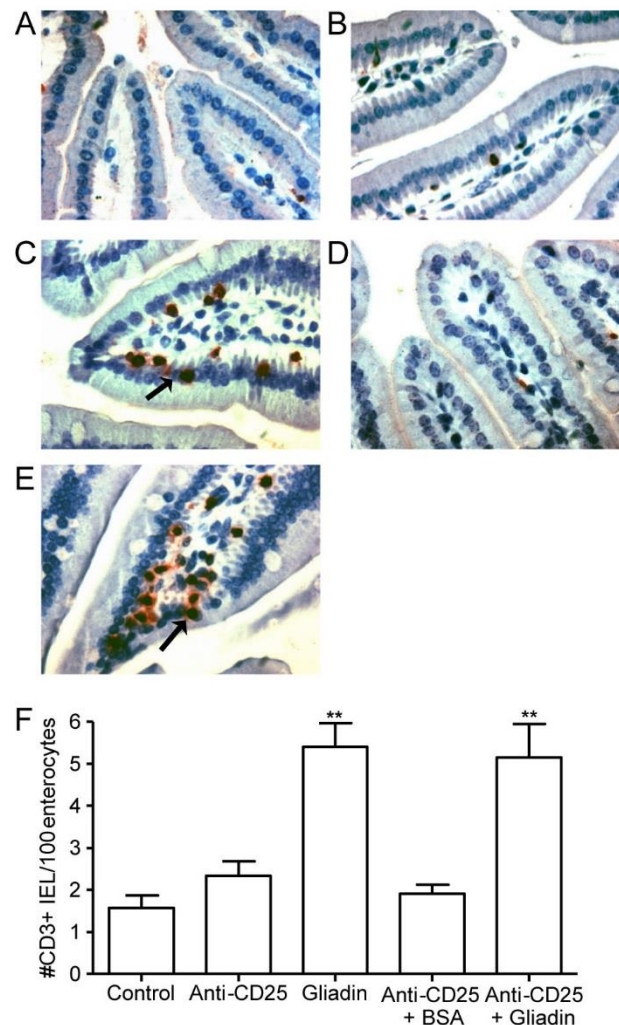 A
B
C
D
E
F
**
**
6
5
4
3
2
1
0
#CD3+ IEL/100 enterocytes
Control
Anti-CD25
Gliadin
Anti-CD25
+ BSA
Anti-CD25
+ Gliadin